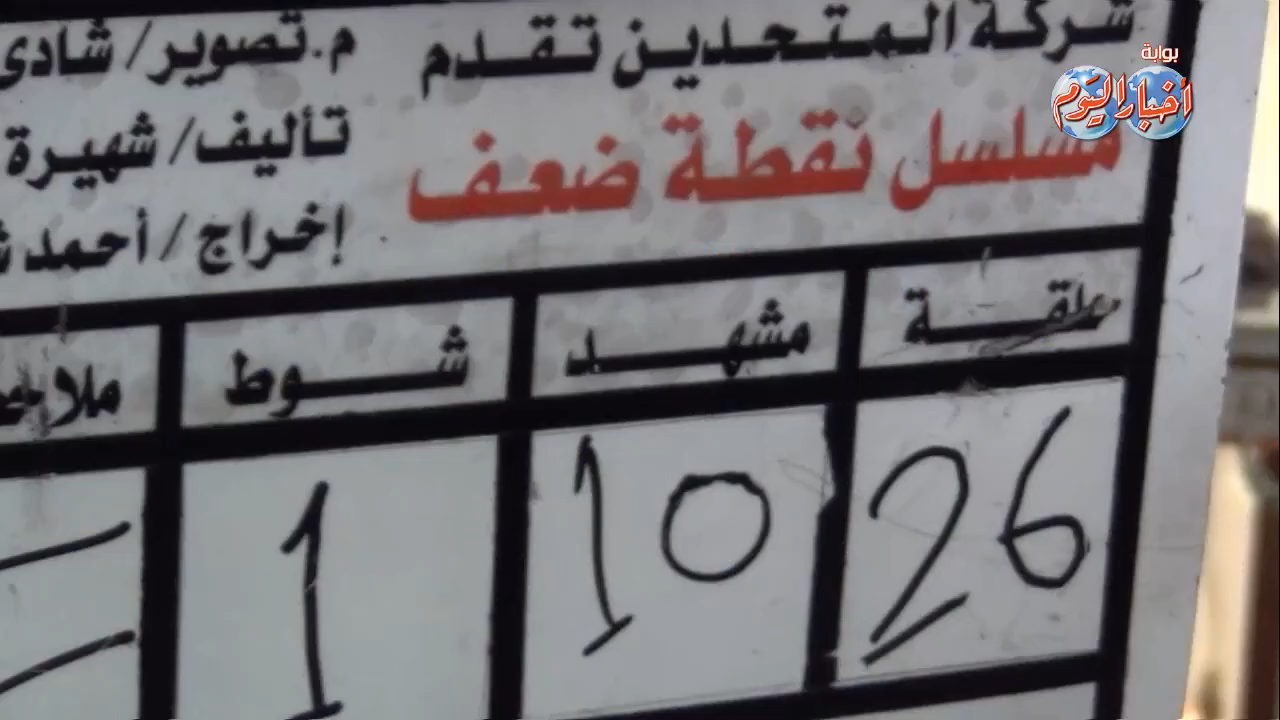 شركة المتحدين تقدم
مسلسل نقطة ضعف
م.تصوير/ شادى
تأليف/ شهيرة
إخراج / أحمد
حلقة مشهد شوط
26 10 1
بوابة
أخبار اليوم